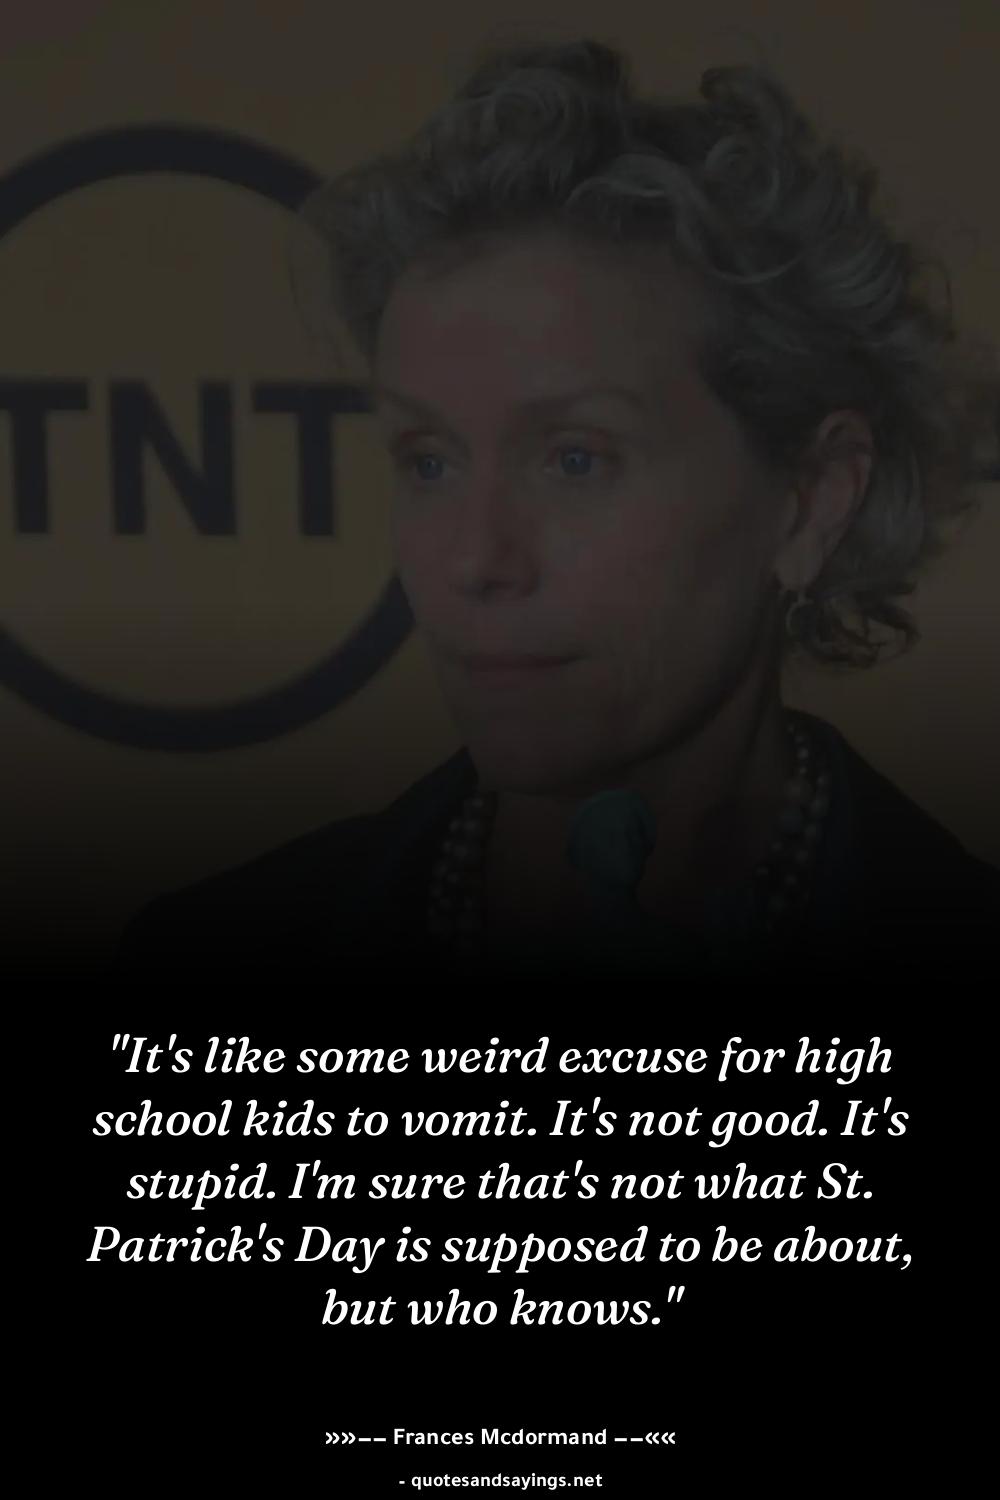 TNT
"It's like some weird excuse for high
school kids to vomit. It's not good. It's
stupid. I'm sure that's not what St.
Patrick's Day is supposed to be about,
but who knows."
»»—— Frances Mcdormand ——««
- quotesandsayings.net